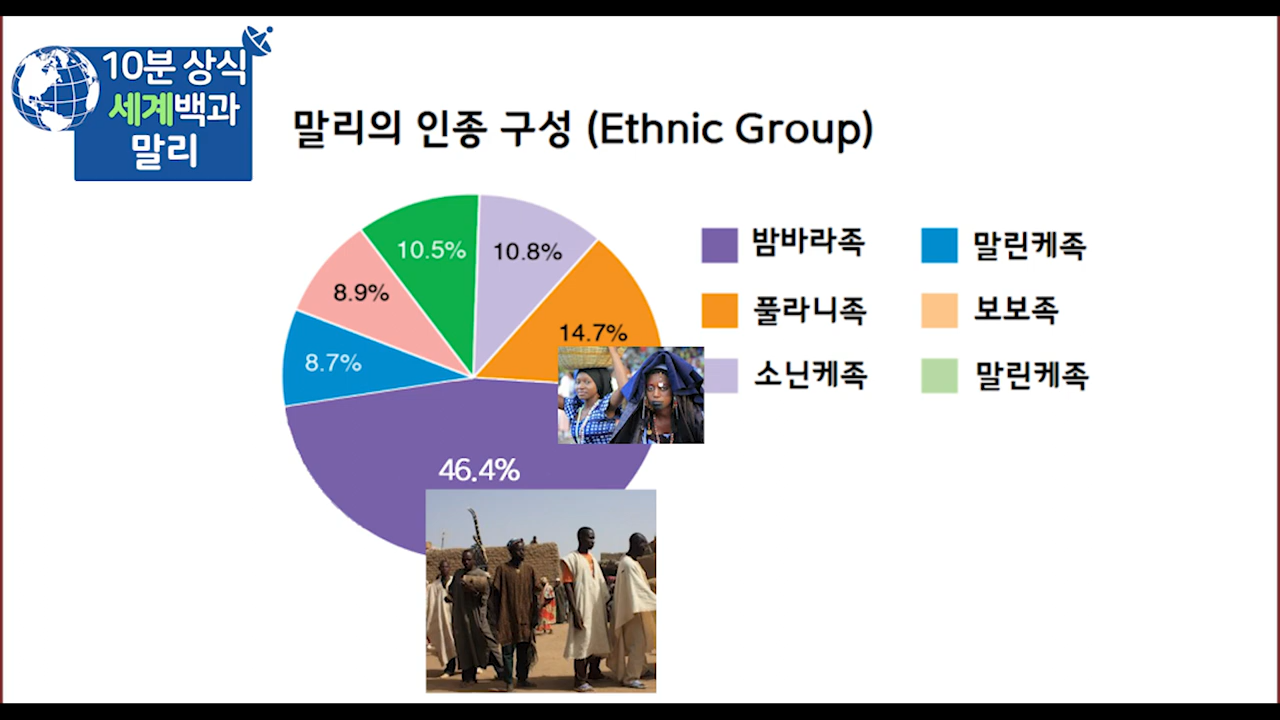 10분 상식
세계백과
말리
말리의 인종 구성 (Ethnic Group)
10.5%
10.8%
8.9%
14.7%
8.7%
46.4%
밤바라족
말린케족
풀라니족
보보족
소닌케족
말린케족